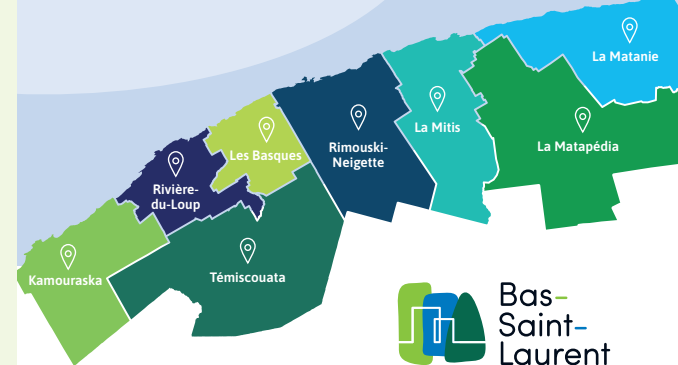 La Matanie
La Mitis
La Matapédia
Les Basques
Rimouski-
Neigette
Rivière-
du-Loup
Kamouraska
Témiscouata
Bas-
Saint-
Laurent